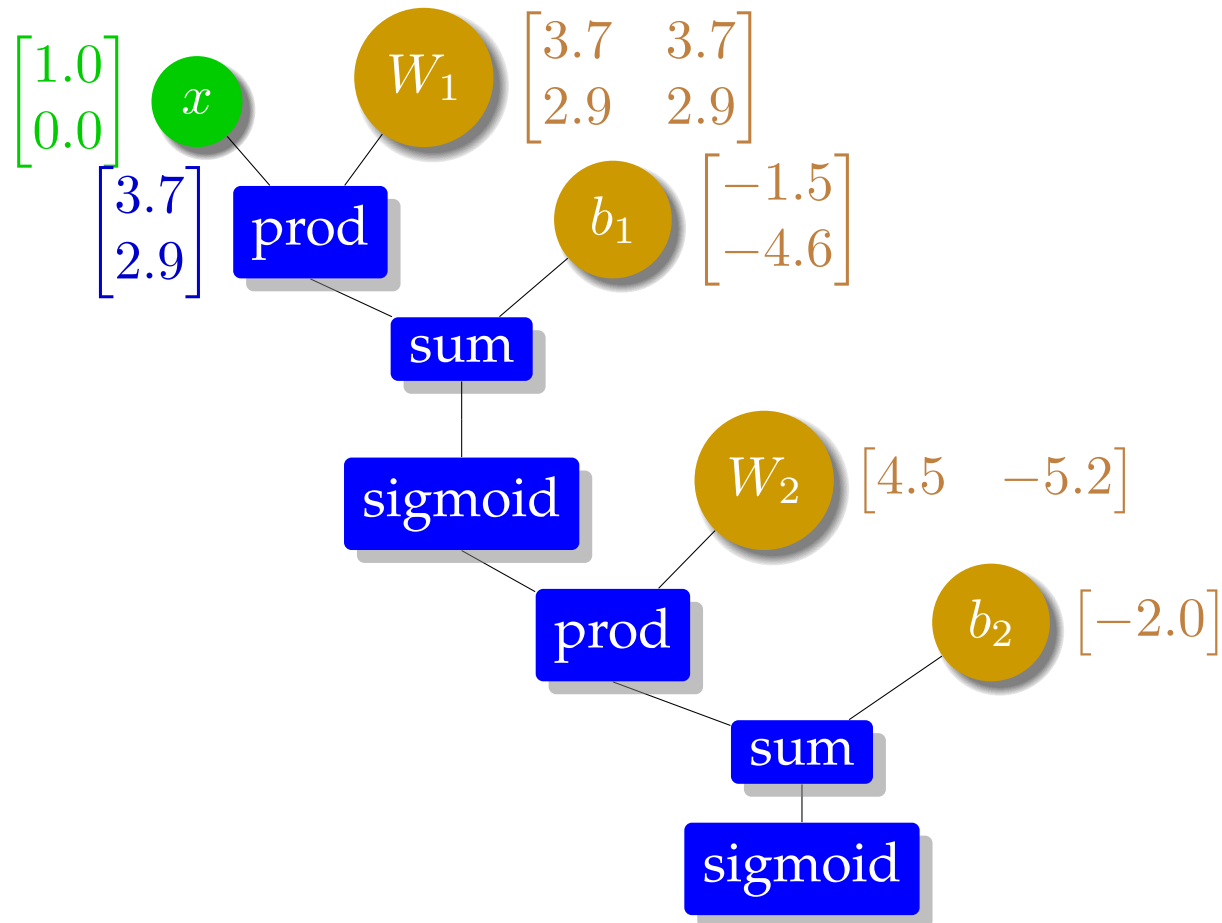 [1.0
0.0]
x
W₁
[3.7 3.7
2.9 2.9]
[3.7
2.9]
prod
b₁
[−1.5
−4.6]
sum
sigmoid
W₂
[4.5 −5.2]
prod
b₂
[−2.0]
sum
sigmoid